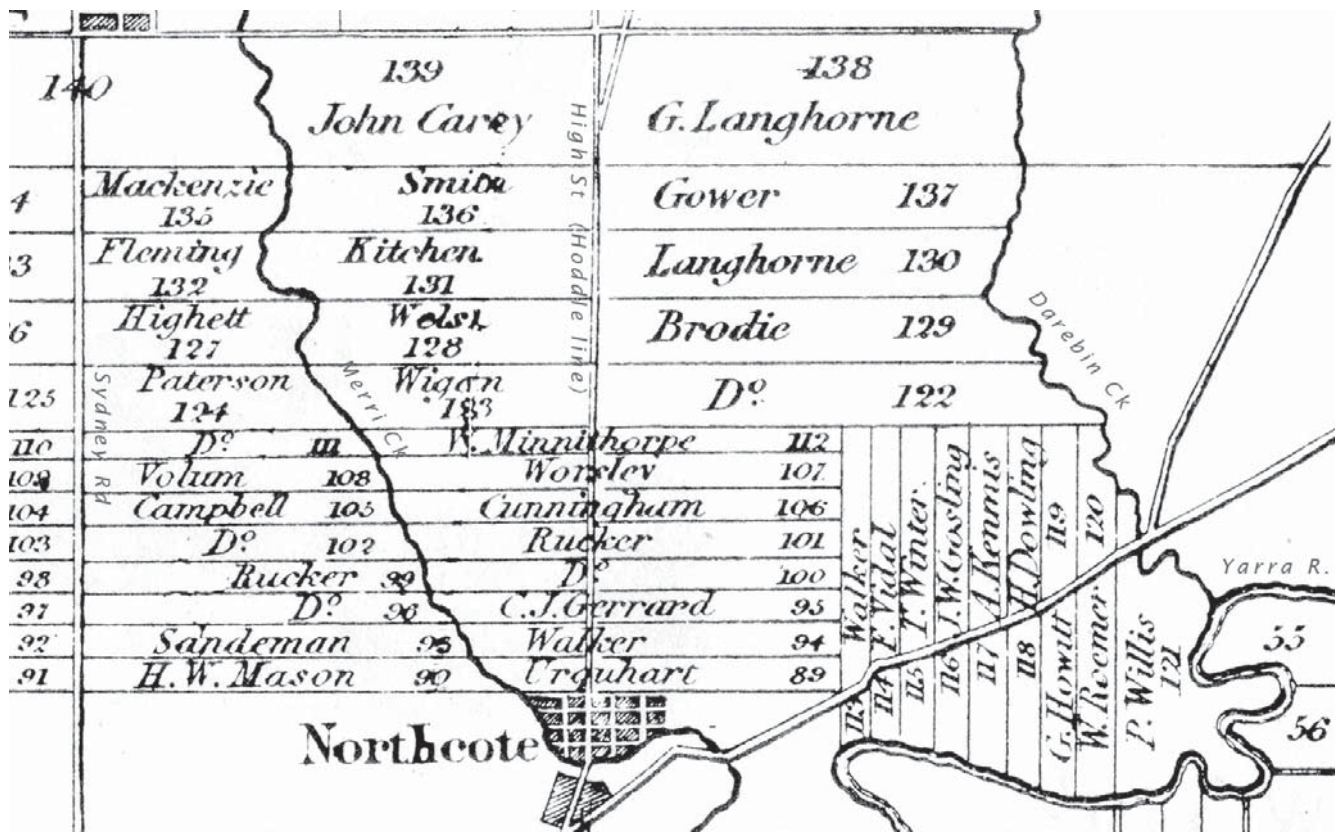 139
138
140
John Carey
G. Langhorne
4
Mackenzie
Smith
Gower
137
135
136
3
Fleming
Kitchen
Langhorne
130
132
131
6
Highett
Welsh
Brodie
129
127
128
125
Paterson
Wigan
Do.
122
124
110
Do.
111
W. Minnithorpe
112
Volum
108
Worsley
107
104
Campbell
105
Cunningham
106
103
Do.
102
Rucker
101
98
Rucker
99
Do.
100
97
Do.
96
C.J. Gerrard
95
92
Sandeman
93
Walker
94
91
H.W. Mason
90
Urquhart
89
Northcote
Sydney Rd
Merri Ck
High St (Hoddle line)
Darebin Ck
Yarra R.
Walker
113
F. Vidal
114
T. Winter
115
I.W. Gosling
116
A. Kemmis
117
H. Dowling
118
119
G. Howitt
120
W. Reemer
P. Willis
121
33
56